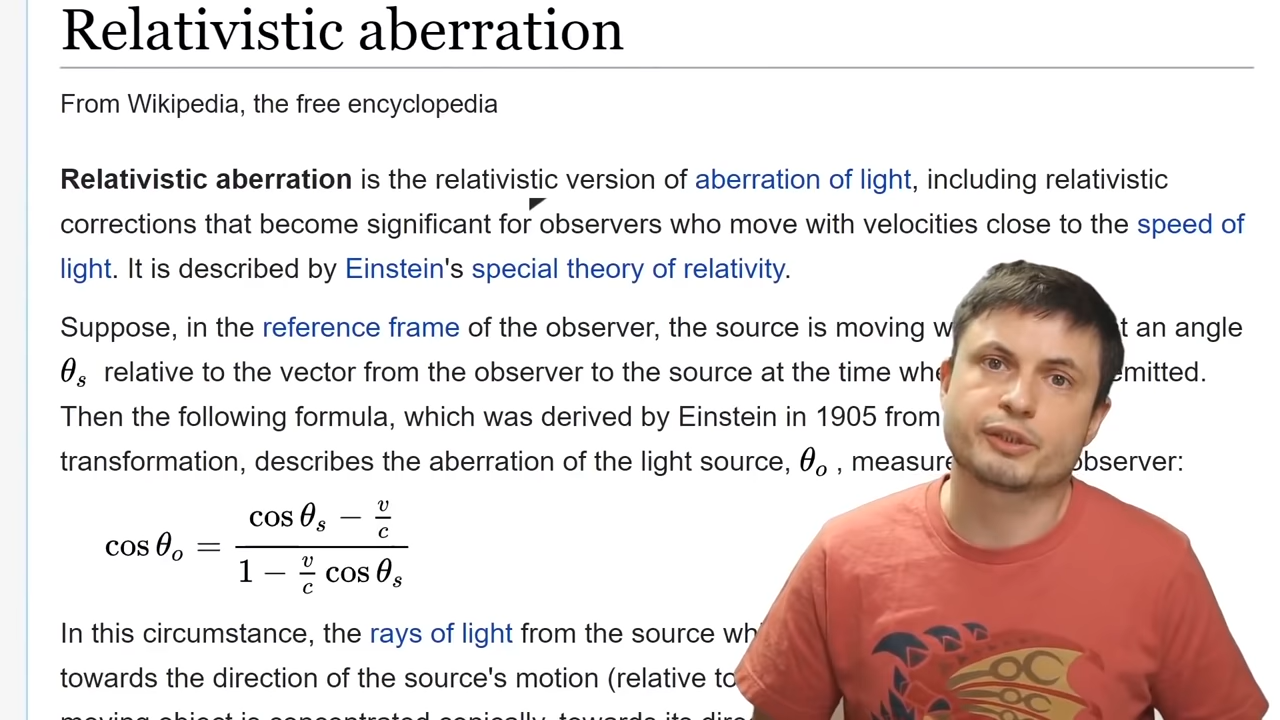 Relativistic aberration
From Wikipedia, the free encyclopedia
Relativistic aberration is the relativistic version of aberration of light, including relativistic
corrections that become significant for observers who move with velocities close to the speed of
light. It is described by Einstein's special theory of relativity.
Suppose, in the reference frame of the observer, the source is moving t an angle
θs relative to the vector from the observer to the source at the time emitted.
Then the following formula, which was derived by Einstein in 1905 from
transformation, describes the aberration of the light source, θo , observer:
cos θo = (cos θs − v/c) / (1 − v/c cos θs)
In this circumstance, the rays of light from the source
towards the direction of the source's motion (relative to